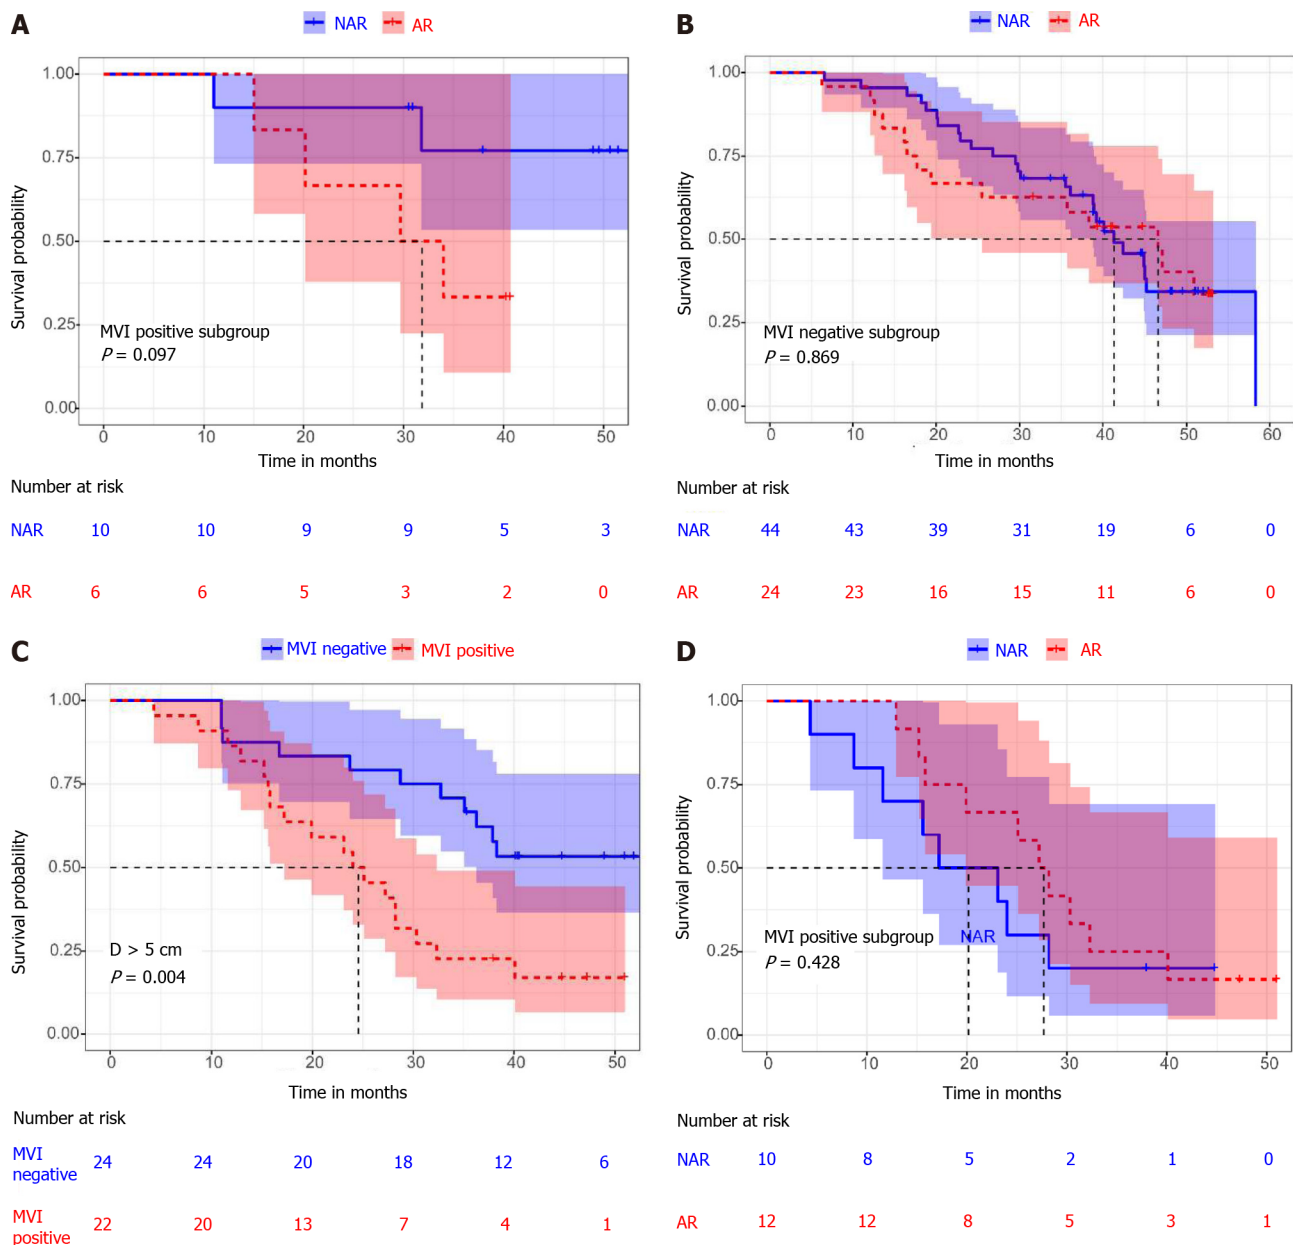 A
NAR AR
Survival probability
1.00
0.75
0.50
0.25
0.00
MVI positive subgroup
P = 0.097
0 10 20 30 40 50
Time in months
Number at risk
NAR 10 10 9 9 5 3
AR 6 6 5 3 2 0
B
NAR AR
Survival probability
1.00
0.75
0.50
0.25
0.00
MVI negative subgroup
P = 0.869
0 10 20 30 40 50 60
Time in months
Number at risk
NAR 44 43 39 31 19 6 0
AR 24 23 16 15 11 6 0
C
MVI negative MVI positive
Survival probability
1.00
0.75
0.50
0.25
0.00
D > 5 cm
P = 0.004
0 10 20 30 40 50
Time in months
Number at risk
MVI
negative 24 24 20 18 12 6
MVI
positive 22 20 13 7 4 1
D
NAR AR
Survival probability
1.00
0.75
0.50
0.25
0.00
MVI positive subgroup NAR
P = 0.428
0 10 20 30 40 50
Time in months
Number at risk
NAR 10 8 5 2 1 0
AR 12 12 8 5 3 1